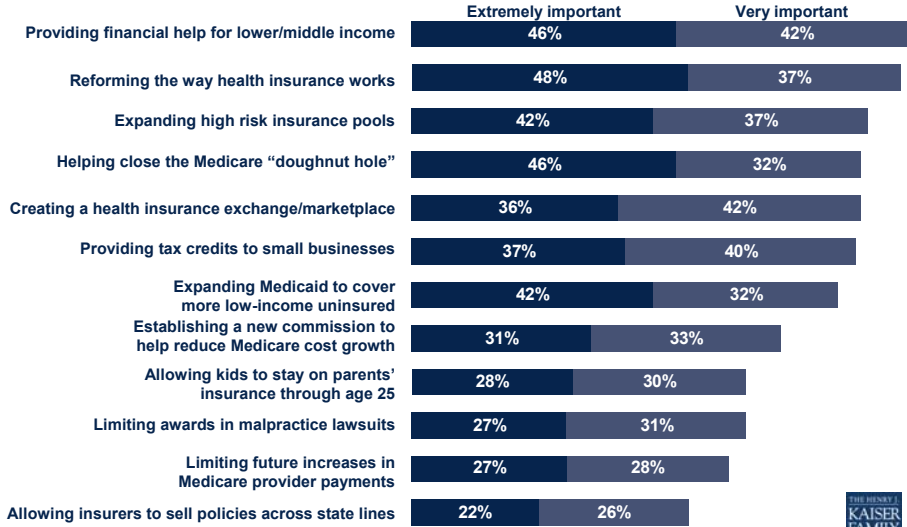 Extremely important Very important
Providing financial help for lower/middle income 46% 42%
Reforming the way health insurance works 48% 37%
Expanding high risk insurance pools 42% 37%
Helping close the Medicare “doughnut hole” 46% 32%
Creating a health insurance exchange/marketplace 36% 42%
Providing tax credits to small businesses 37% 40%
Expanding Medicaid to cover
more low-income uninsured 42% 32%
Establishing a new commission to
help reduce Medicare cost growth 31% 33%
Allowing kids to stay on parents’
insurance through age 25 28% 30%
Limiting awards in malpractice lawsuits 27% 31%
Limiting future increases in
Medicare provider payments 27% 28%
Allowing insurers to sell policies across state lines 22% 26%
THE HENRY J.
KAISER
FAMILY